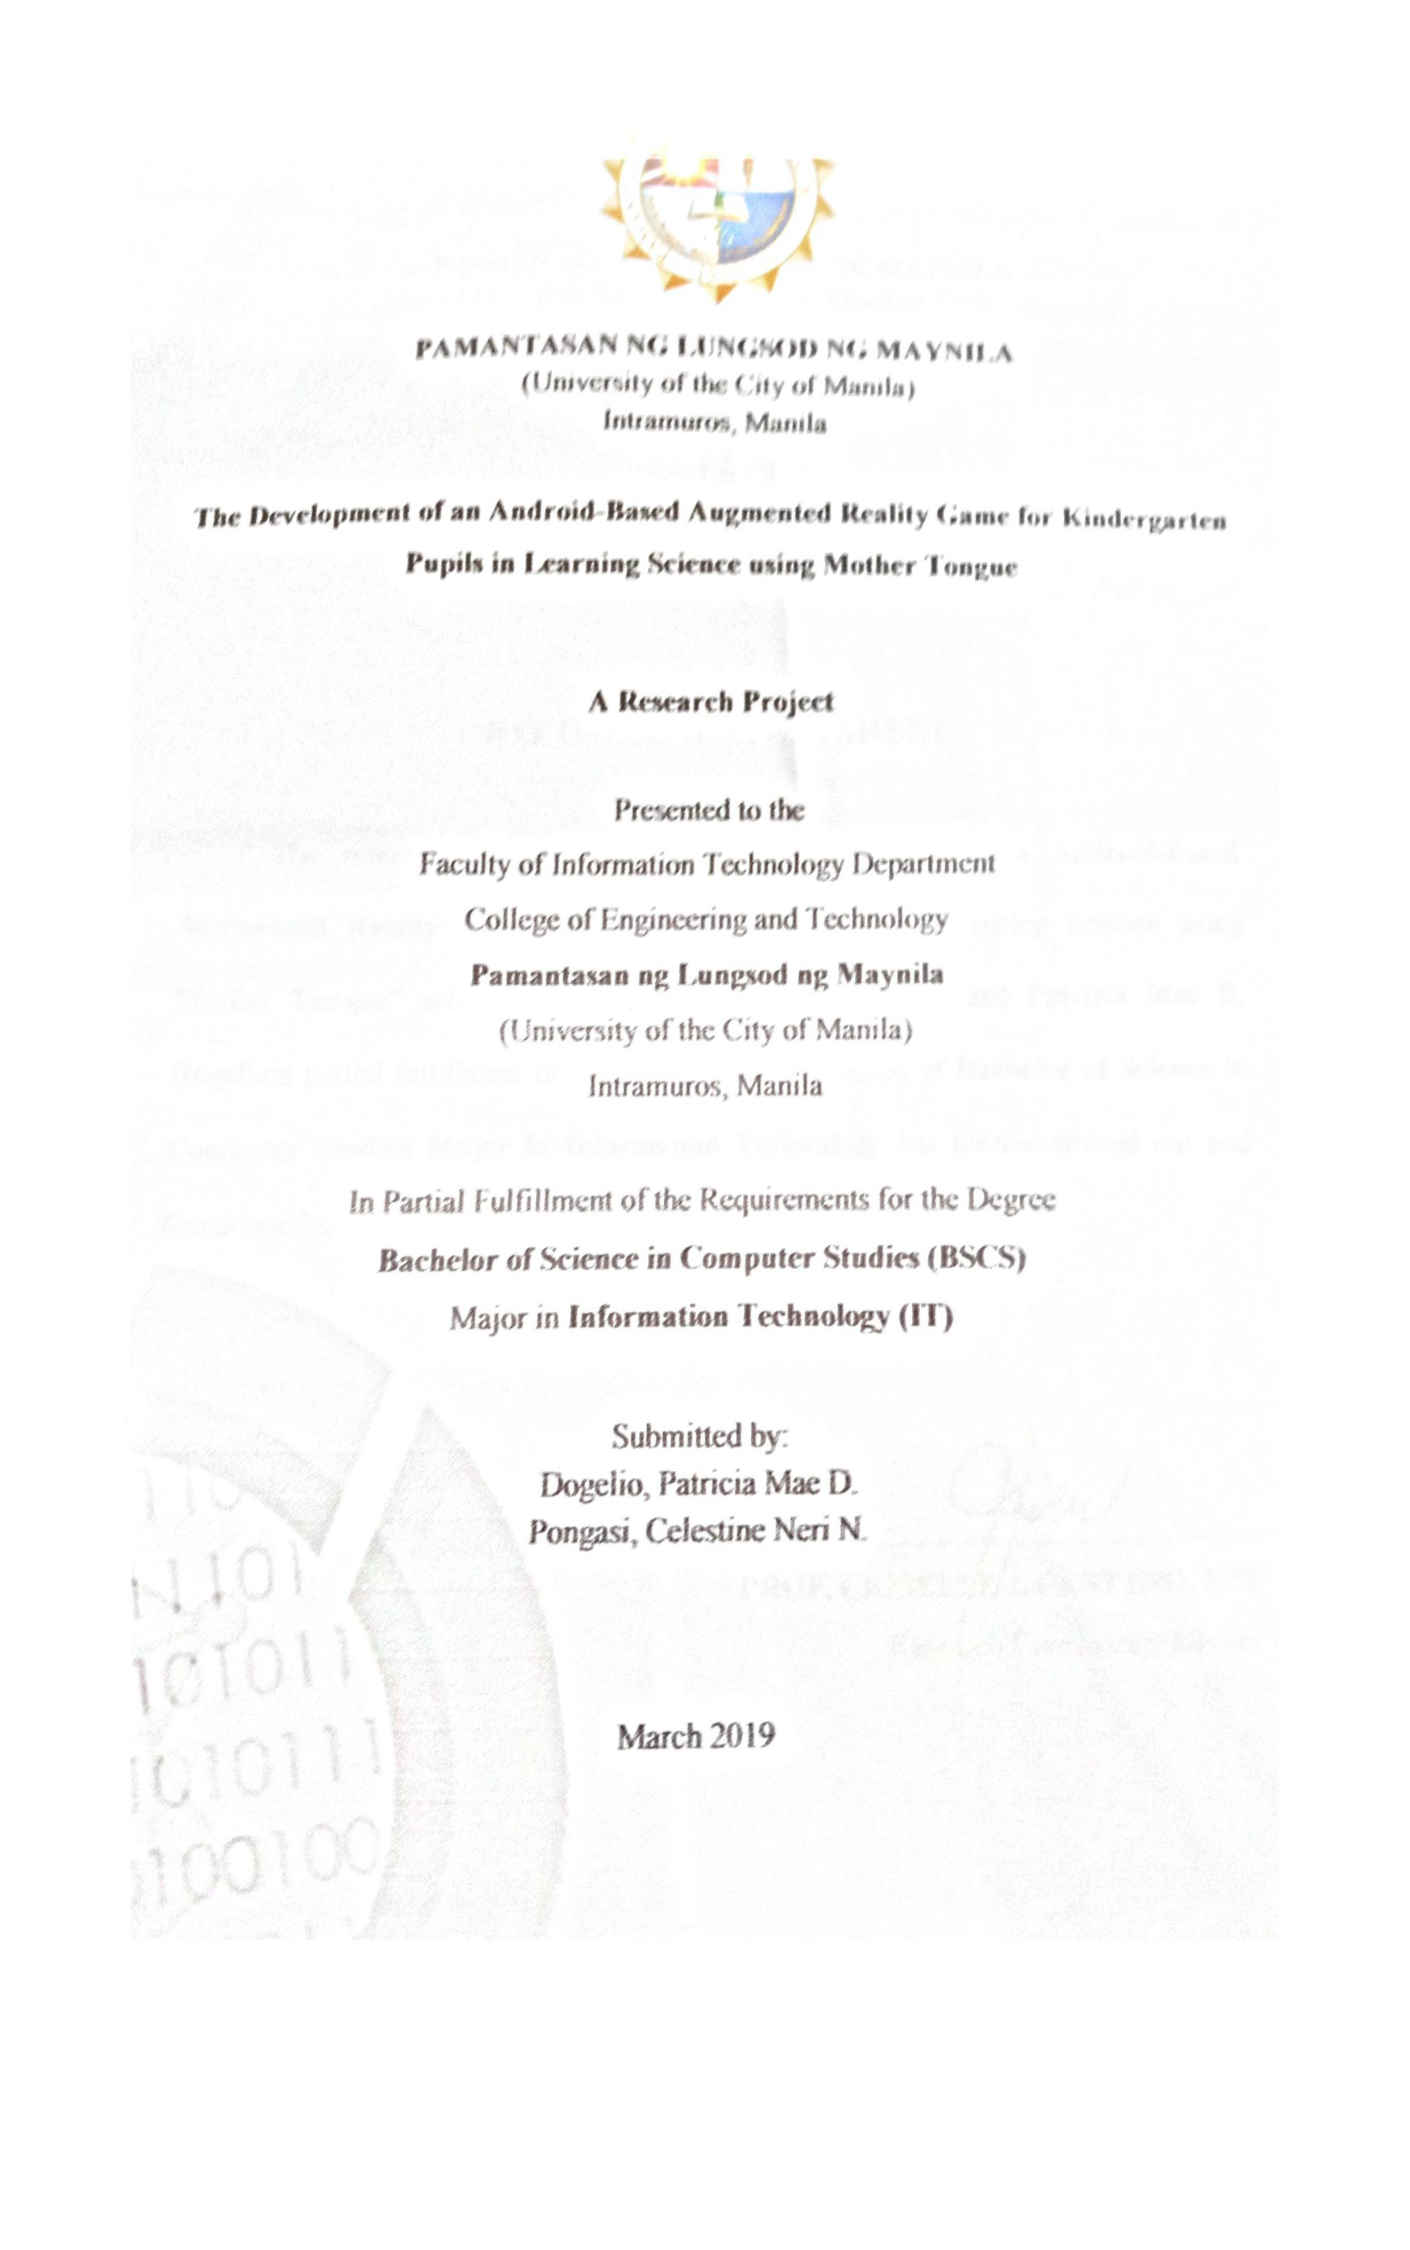 PAMANTASAN NG LUNGSOD NG MAYNILA
(University of the City of Manila)
Intramuros, Manila
The Development of an Android-Based Augmented Reality Game for Kindergarten
Pupils in Learning Science using Mother Tongue
A Research Project
Presented to the
Faculty of Information Technology Department
College of Engineering and Technology
Pamantasan ng Lungsod ng Maynila
(University of the City of Manila)
Intramuros, Manila
In Partial Fulfillment of the Requirements for the Degree
Bachelor of Science in Computer Studies (BSCS)
Major in Information Technology (IT)
Submitted by:
Dogelio, Patricia Mae D.
Pongasi, Celestine Neri N.
March 2019